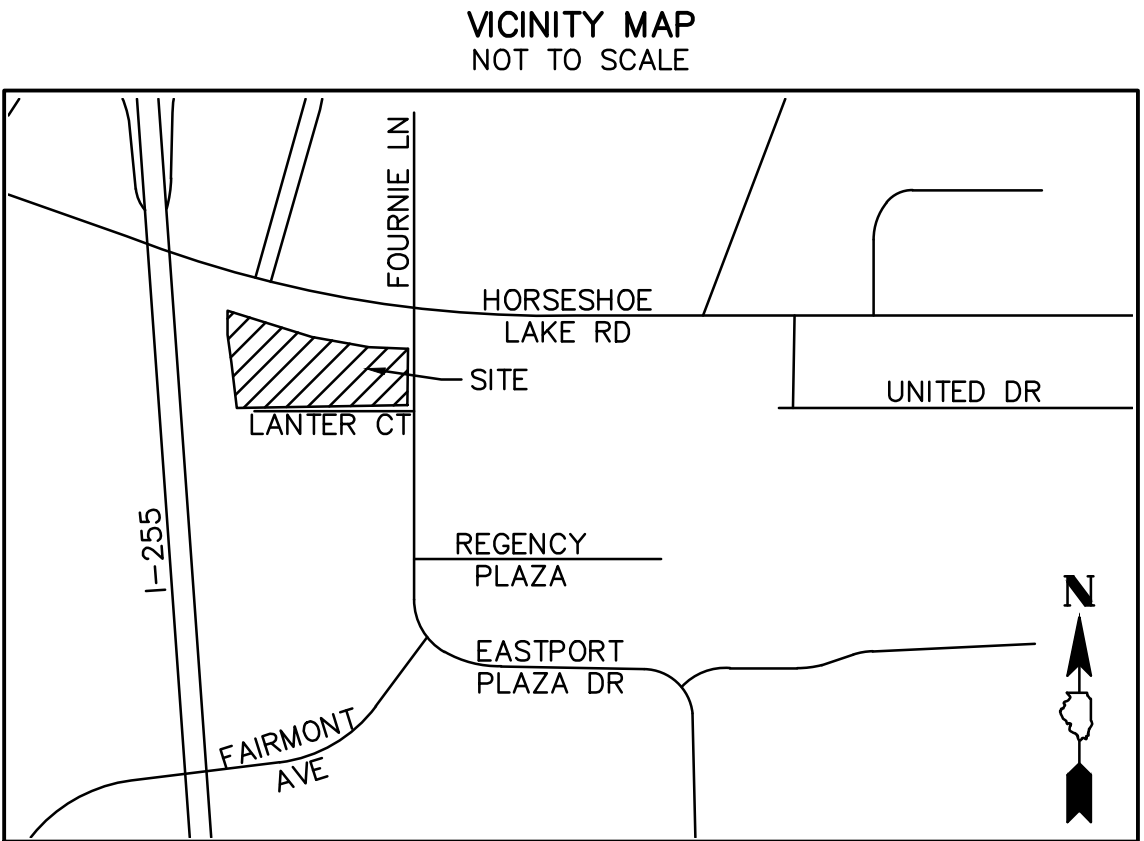 VICINITY MAP
NOT TO SCALE
FOURNIE LN
HORSESHOE
LAKE RD
SITE
UNITED DR
LANTER CT
I-255
REGENCY
PLAZA
N
EASTPORT
PLAZA DR
FAIRMONT
AVE